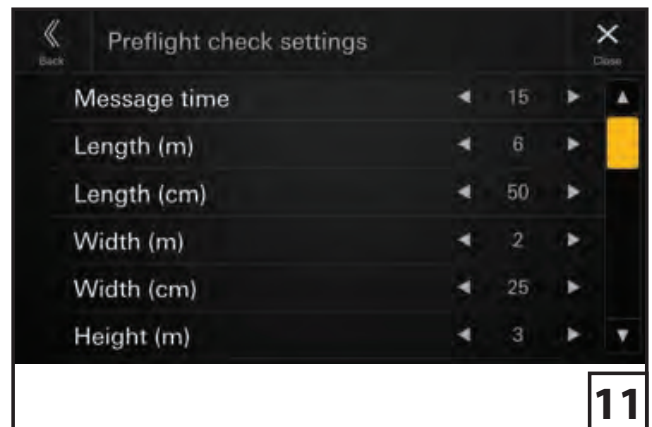 Preflight check settings
Back
Close
Message time 15
Length (m) 6
Length (cm) 50
Width (m) 2
Width (cm) 25
Height (m) 3
11